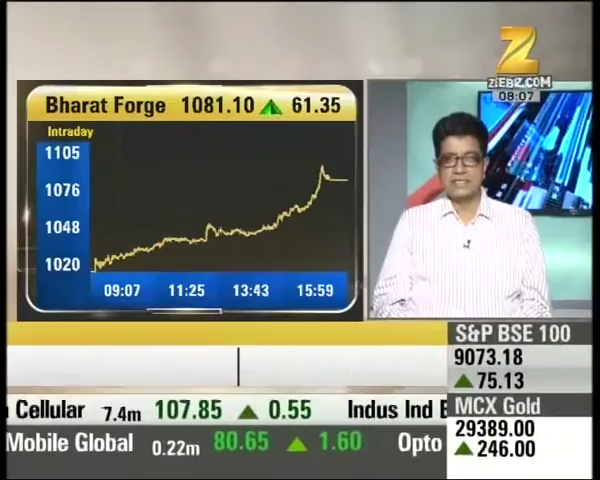 Z
ZIEBIZ.COM
08:07
Bharat Forge 1081.10 61.35
Intraday
1105
1076
1048
1020
09:07 11:25 13:43 15:59
S&P BSE 100
9073.18
75.13
MCX Gold
29389.00
246.00
Cellular 7.4m 107.85 0.55 Indus Ind
Mobile Global 0.22m 80.65 1.60 Opto